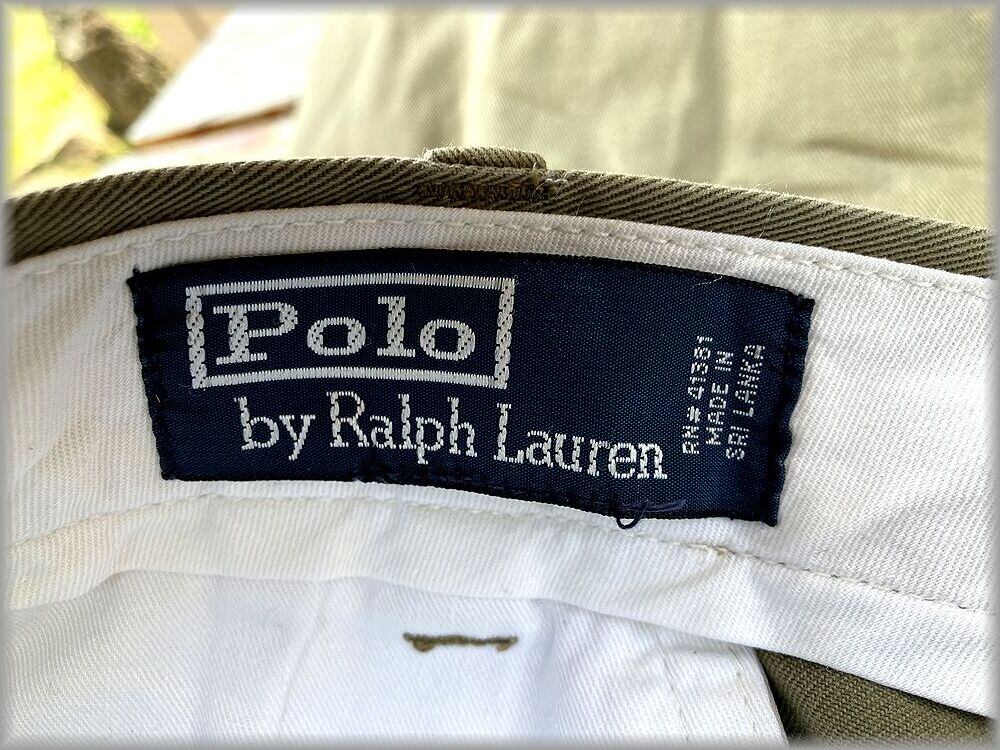 Polo
by Ralph Lauren
RN# 41381
MADE IN
SRI LANKA